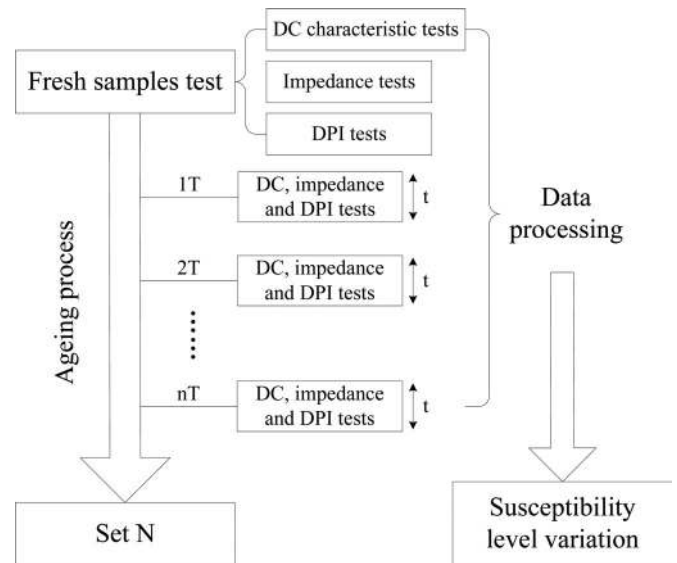 DC characteristic tests
Fresh samples test
Impedance tests
DPI tests
Ageing process
1T
DC, impedance
and DPI tests
t
2T
DC, impedance
and DPI tests
t
......
nT
DC, impedance
and DPI tests
t
Data
processing
Set N
Susceptibility
level variation